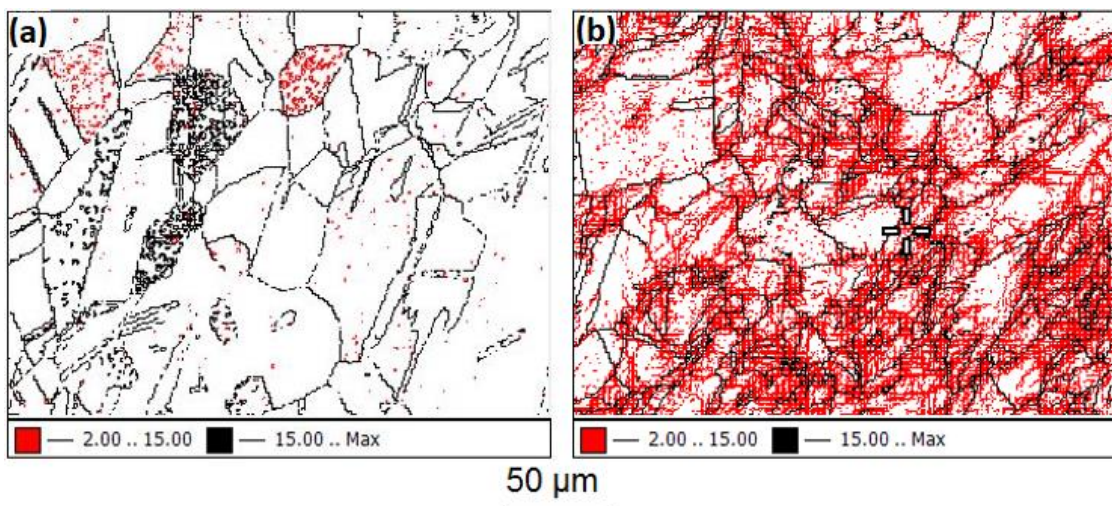 (a)
(b)
— 2.00 .. 15.00 — 15.00 .. Max
— 2.00 .. 15.00 — 15.00 .. Max
50 µm